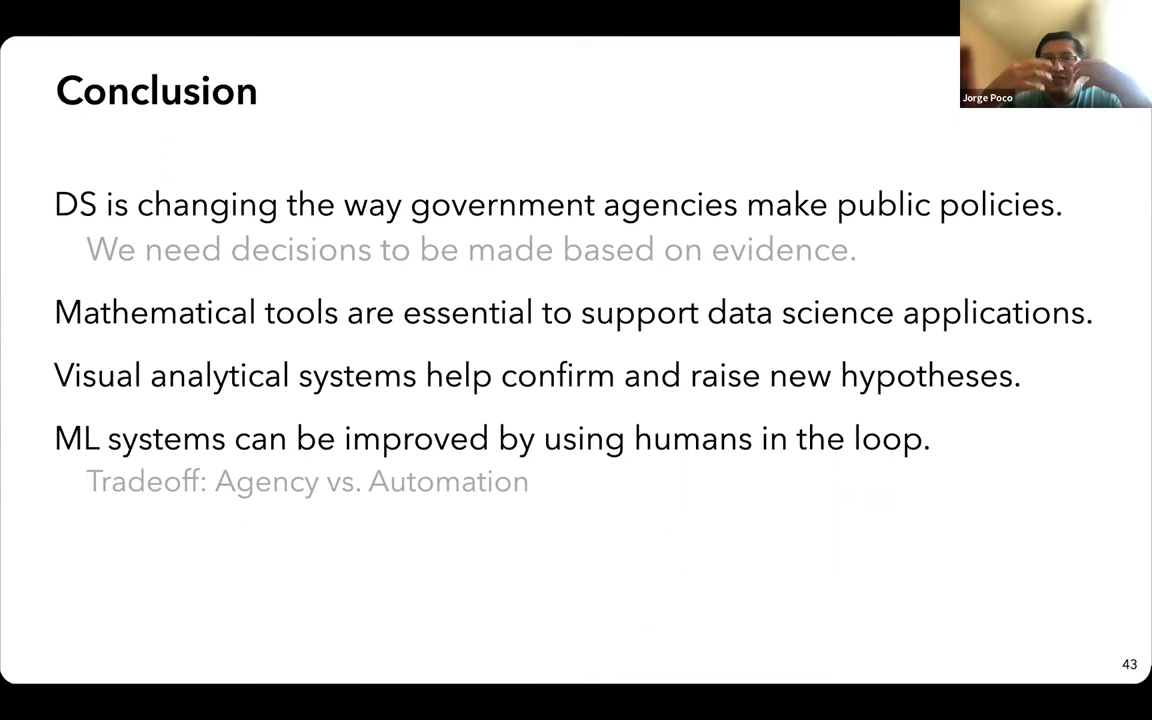 Conclusion
Jorge Poco
DS is changing the way government agencies make public policies.
We need decisions to be made based on evidence.
Mathematical tools are essential to support data science applications.
Visual analytical systems help confirm and raise new hypotheses.
ML systems can be improved by using humans in the loop.
Tradeoff: Agency vs. Automation
43